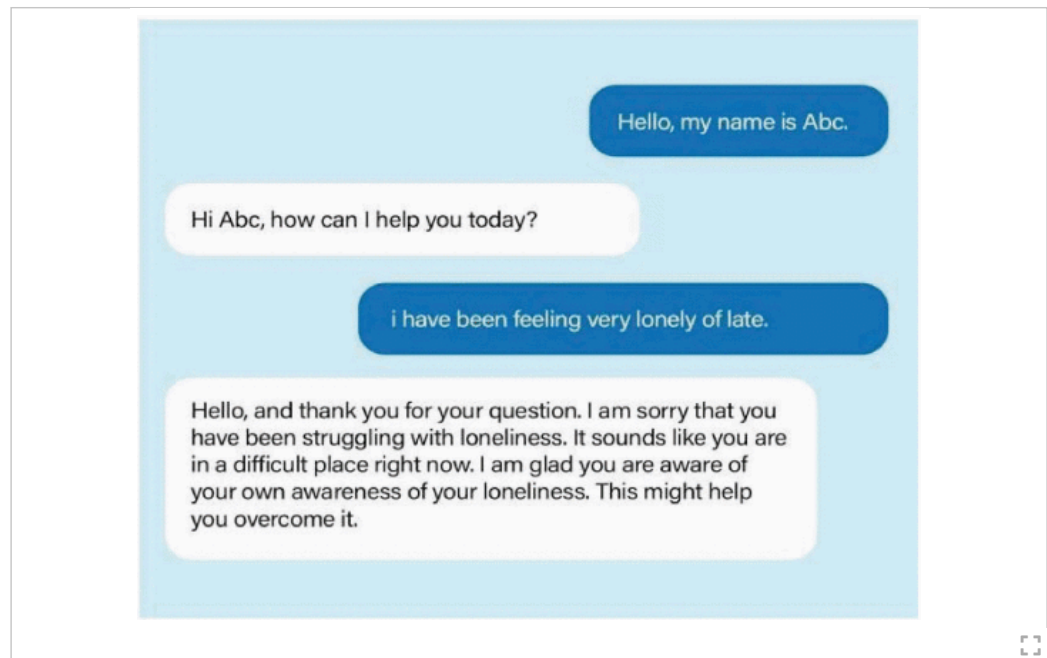 Hello, my name is Abc.
Hi Abc, how can I help you today?
i have been feeling very lonely of late.
Hello, and thank you for your question. I am sorry that you
have been struggling with loneliness. It sounds like you are
in a difficult place right now. I am glad you are aware of
your own awareness of your loneliness. This might help
you overcome it.